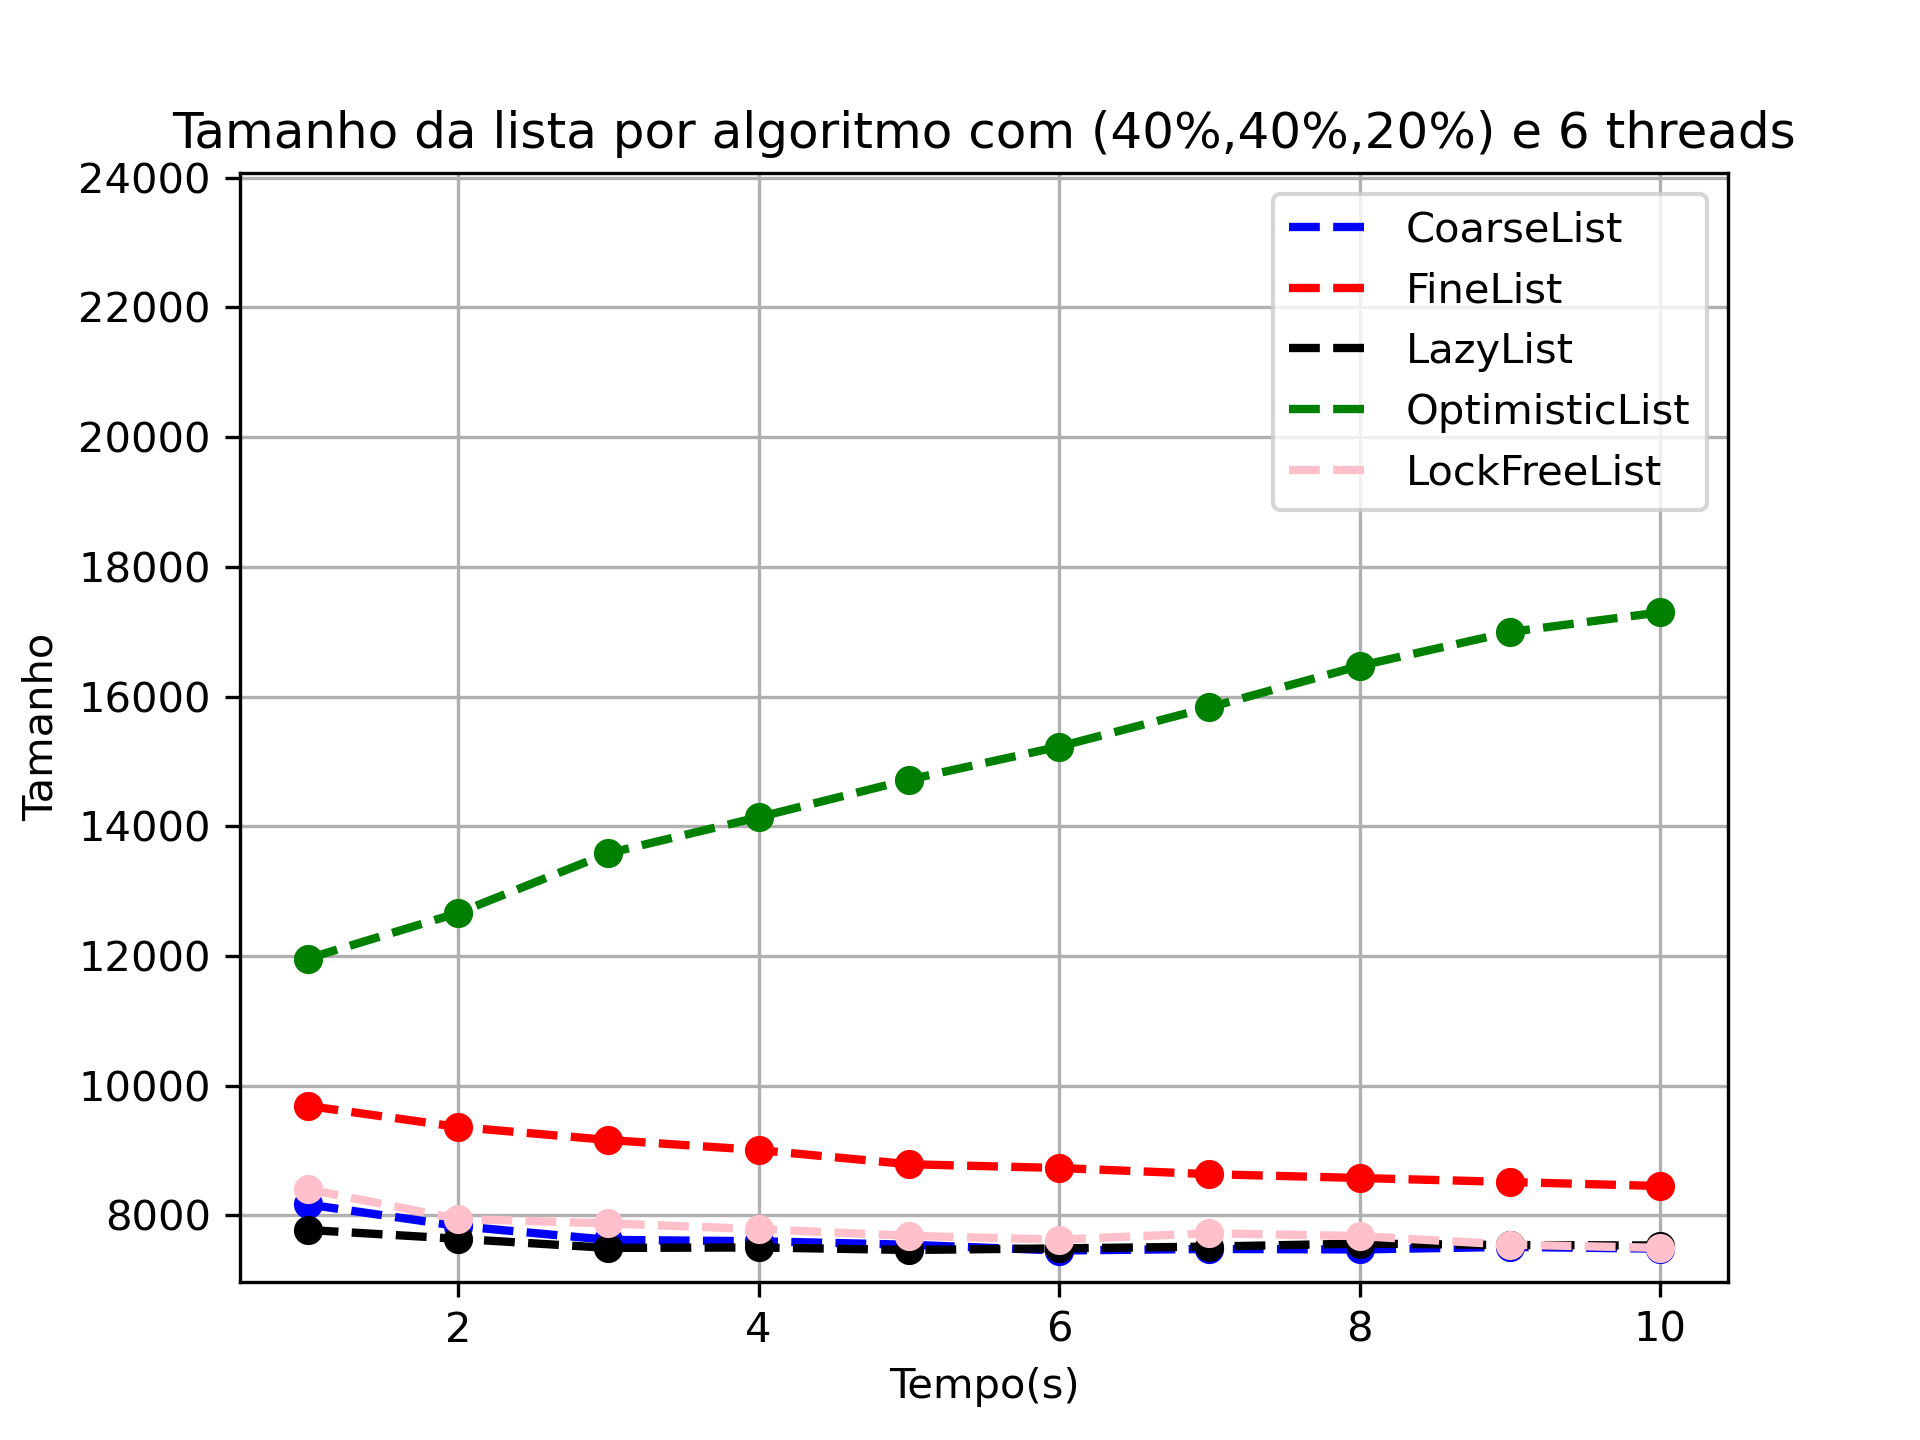 Tamanho da lista por algoritmo com (40%,40%,20%) e 6 threads
24000
22000
20000
18000
16000
14000
12000
10000
8000
Tamanho
CoarseList
FineList
LazyList
OptimisticList
LockFreeList
2 4 6 8 10
Tempo(s)